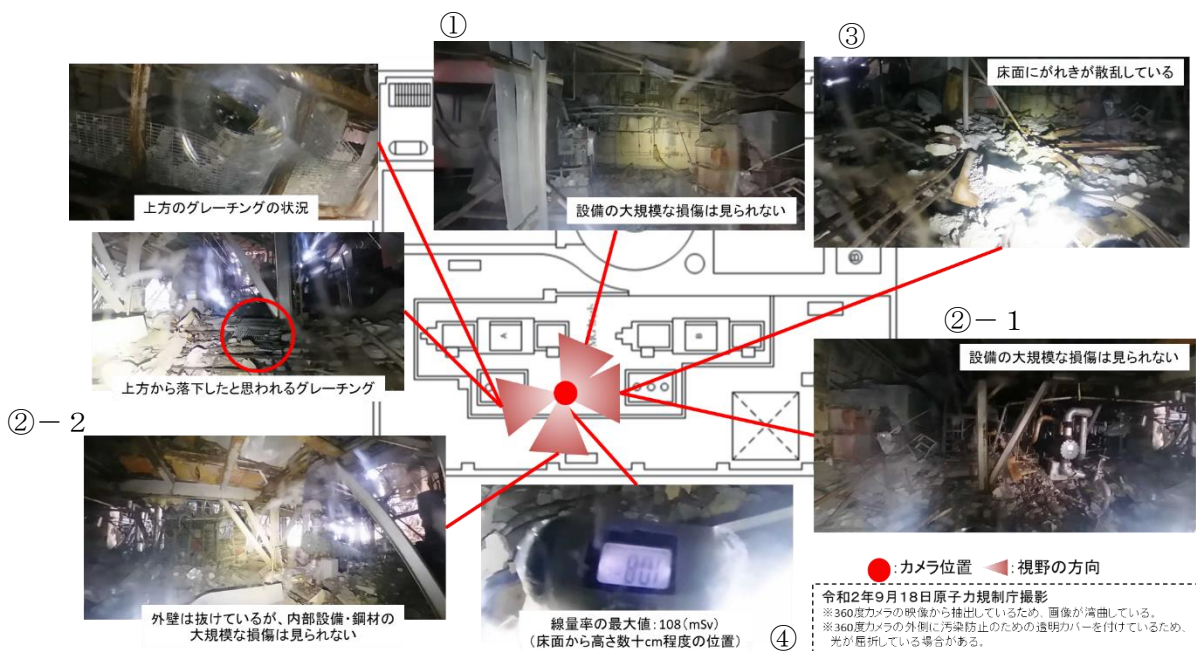 ①
③
床面にがれきが散乱している
上方のグレーチングの状況
設備の大規模な損傷は見られない
②－1
設備の大規模な損傷は見られない
上方から落下したと思われるグレーチング
②－2
外壁は抜けているが、内部設備・鋼材の
大規模な損傷は見られない
A
B
108
線量率の最大値：108(mSv)
(床面から高さ数十cm程度の位置)
④
：カメラ位置
：視野の方向
令和2年9月18日原子力規制庁撮影
※360度カメラの映像から抽出しているため、画像が湾曲している。
※360度カメラの外側に汚染防止のための透明カバーを付けているため、
光が屈折している場合がある。